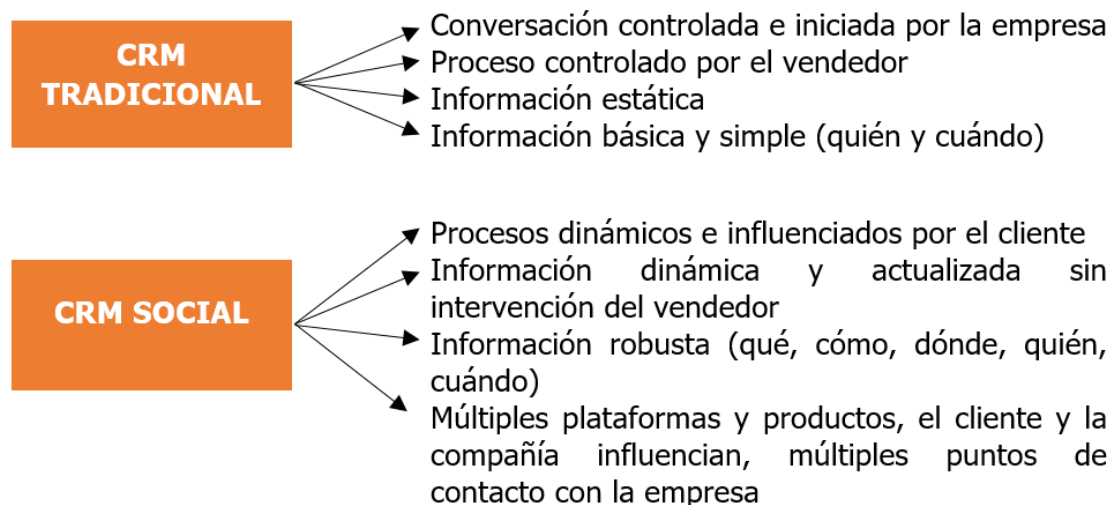 CRM
TRADICIONAL
Conversación controlada e iniciada por la empresa
Proceso controlado por el vendedor
Información estática
Información básica y simple (quién y cuándo)
CRM SOCIAL
Procesos dinámicos e influenciados por el cliente
Información dinámica y actualizada sin
intervención del vendedor
Información robusta (qué, cómo, dónde, quién,
cuándo)
Múltiples plataformas y productos, el cliente y la
compañía influencian, múltiples puntos de
contacto con la empresa